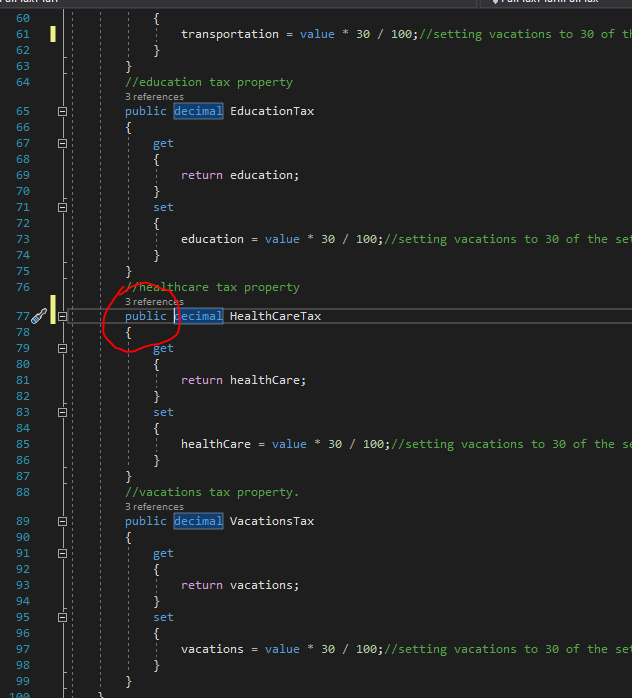 60 {
61 transportation = value * 30 / 100;//setting vacations to 30 of th
62 }
63 }
64 //education tax property
3 references
65 public decimal EducationTax
66 {
67 get
68 {
69 return education;
70 }
71 set
72 {
73 education = value * 30 / 100;//setting vacations to 30 of the set
74 }
75 }
76 //healthcare tax property
3 references
77 public decimal HealthCareTax
78 {
79 get
80 {
81 return healthCare;
82 }
83 set
84 {
85 healthCare = value * 30 / 100;//setting vacations to 30 of the se
86 }
87 }
88 //vacations tax property.
3 references
89 public decimal VacationsTax
90 {
91 get
92 {
93 return vacations;
94 }
95 set
96 {
97 vacations = value * 30 / 100;//setting vacations to 30 of the set
98 }
99 }
100 }